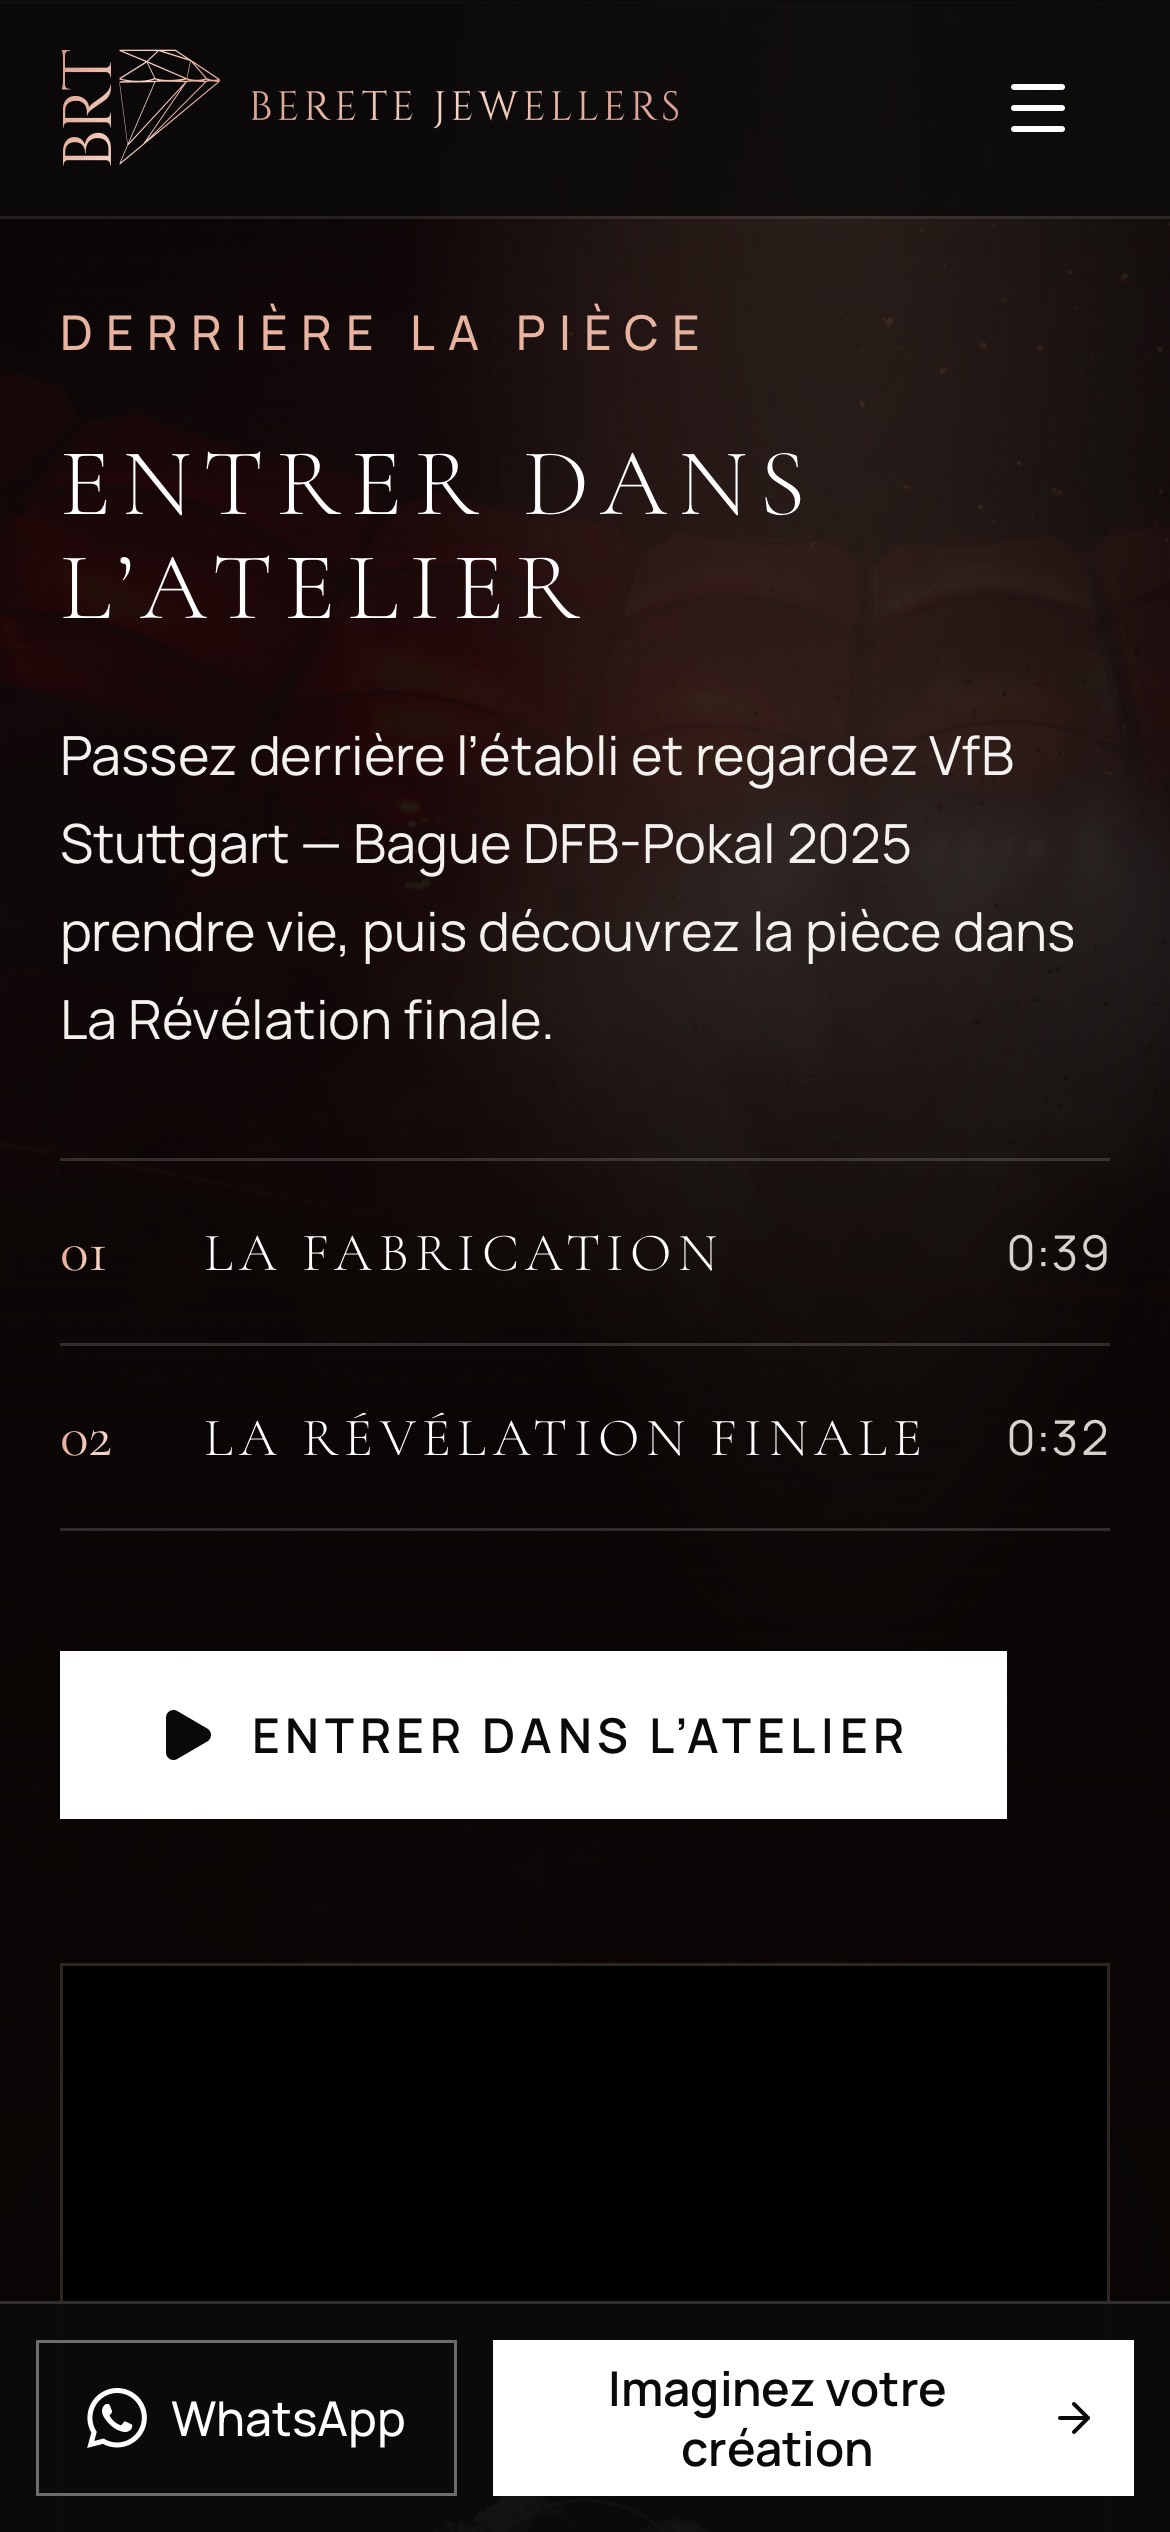 BRT
BERETE JEWELLERS
DERRIÈRE LA PIÈCE
ENTRER DANS
L’ATELIER
Passez derrière l’établi et regardez VfB
Stuttgart — Bague DFB-Pokal 2025
prendre vie, puis découvrez la pièce dans
La Révélation finale.
01 LA FABRICATION 0:39
02 LA RÉVÉLATION FINALE 0:32
ENTRER DANS L’ATELIER
WhatsApp
Imaginez votre
création